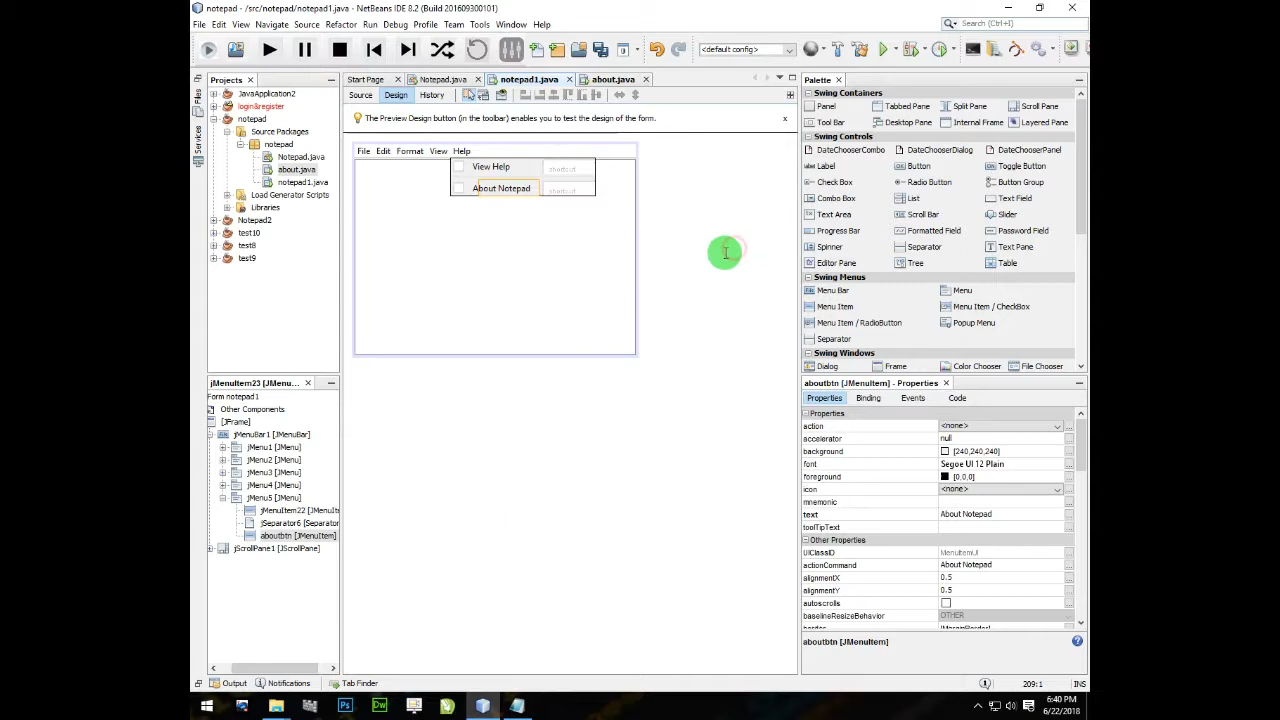 notepad - /src/notepad/notepad1.java - NetBeans IDE 8.2 (Build 201609300101)
File Edit View Navigate Source Refactor Run Debug Profile Team Tools Window Help
Search (Ctrl+I)
<default config>
Projects
Start Page
Notepad.java
notepad1.java
about.java
Palette
Files
Services
Source Design History
The Preview Design button (in the toolbar) enables you to test the design of the form.
x
JavaApplication2
login&register
notepad
Source Packages
notepad
Notepad.java
about.java
notepad1.java
Load Generator Scripts
Libraries
Notepad2
test10
test8
test9
File Edit Format View Help
View Help shortcut
About Notepad shortcut
Swing Containers
Panel Tabbed Pane Split Pane Scroll Pane
Tool Bar Desktop Pane Internal Frame Layered Pane
Swing Controls
DateChooserCombo DateChooserDialog DateChooserPanel
Label Button Toggle Button
Check Box Radio Button Button Group
Combo Box List Text Field
Text Area Scroll Bar Slider
Progress Bar Formatted Field Password Field
Spinner Separator Text Pane
Editor Pane Tree Table
Swing Menus
Menu Bar Menu
Menu Item Menu Item / CheckBox
Menu Item / RadioButton Popup Menu
Separator
Swing Windows
Dialog Frame Color Chooser File Chooser
jMenuItem23 [JMenu...
Form notepad1
Other Components
[JFrame]
jMenuBar1 [JMenuBar]
jMenu1 [JMenu]
jMenu2 [JMenu]
jMenu3 [JMenu]
jMenu4 [JMenu]
jMenu5 [JMenu]
jMenuItem22 [JMenuIt
jSeparator6 [Separator
aboutbtn [JMenuItem]
jScrollPane1 [JScrollPane]
aboutbtn [JMenuItem] - Properties
Properties Binding Events Code
Properties
action <none>
accelerator null
background [240,240,240]
font Segoe UI 12 Plain
foreground [0,0,0]
icon <none>
mnemonic
text About Notepad
toolTipText
Other Properties
UIClassID MenuItemUI
actionCommand About Notepad
alignmentX 0.5
alignmentY 0.5
autoscrolls
baselineResizeBehavior OTHER
aboutbtn [JMenuItem]
Output Notifications Tab Finder
209:1 INS
Ps Dw
6:40 PM
6/22/2018